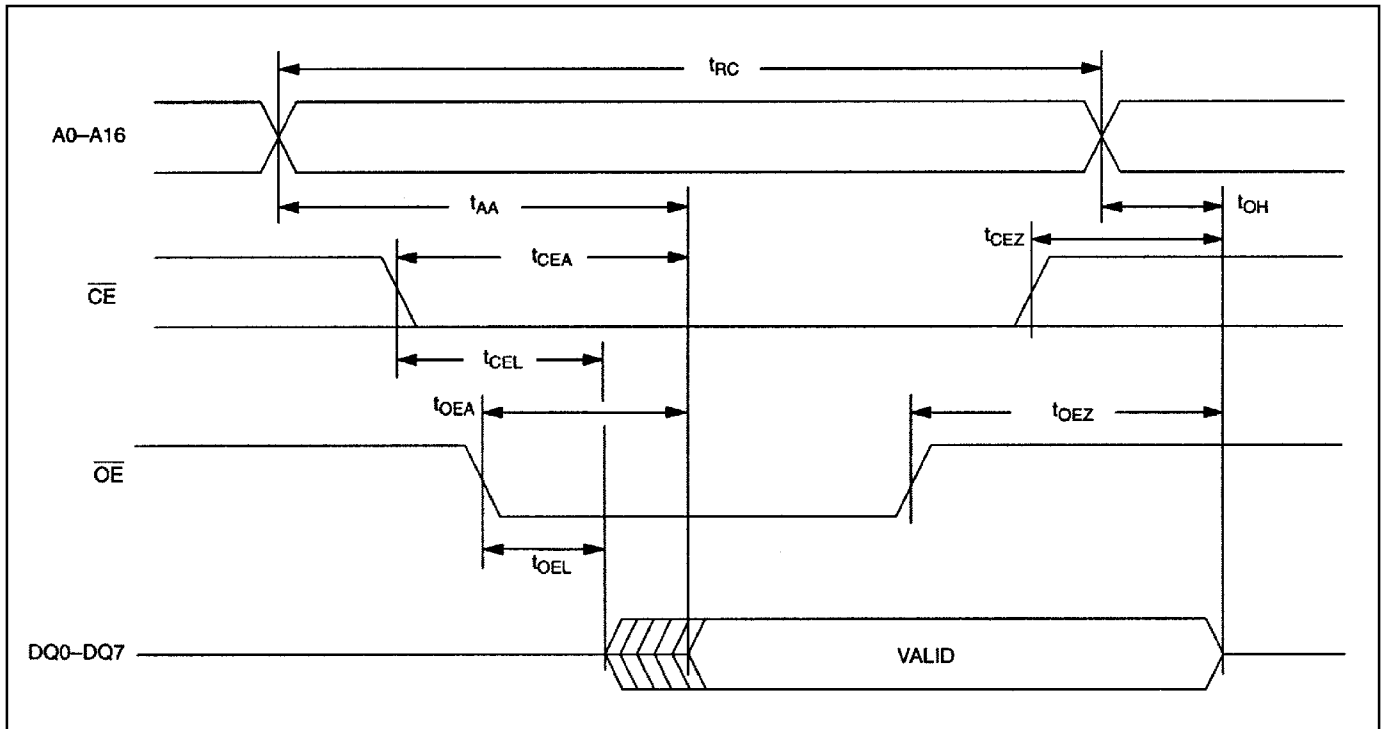 tRC
A0–A16
tAA
tOH
tCEZ
tCEA
CE
tCEL
tOEA
tOEZ
OE
tOEL
DQ0–DQ7
VALID